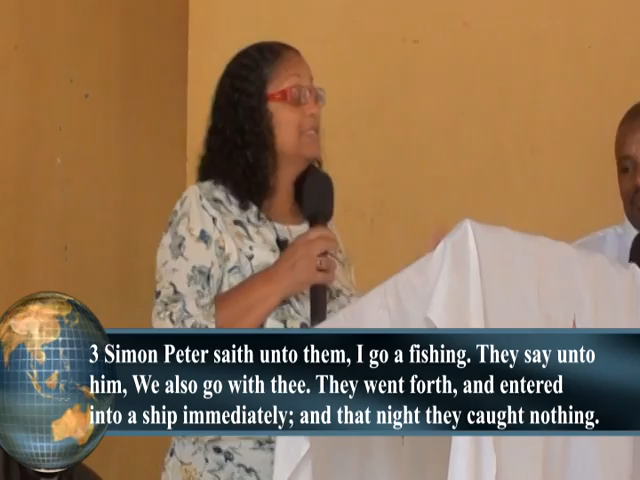 3 Simon Peter saith unto them, I go a fishing. They say unto
him, We also go with thee. They went forth, and entered
into a ship immediately; and that night they caught nothing.